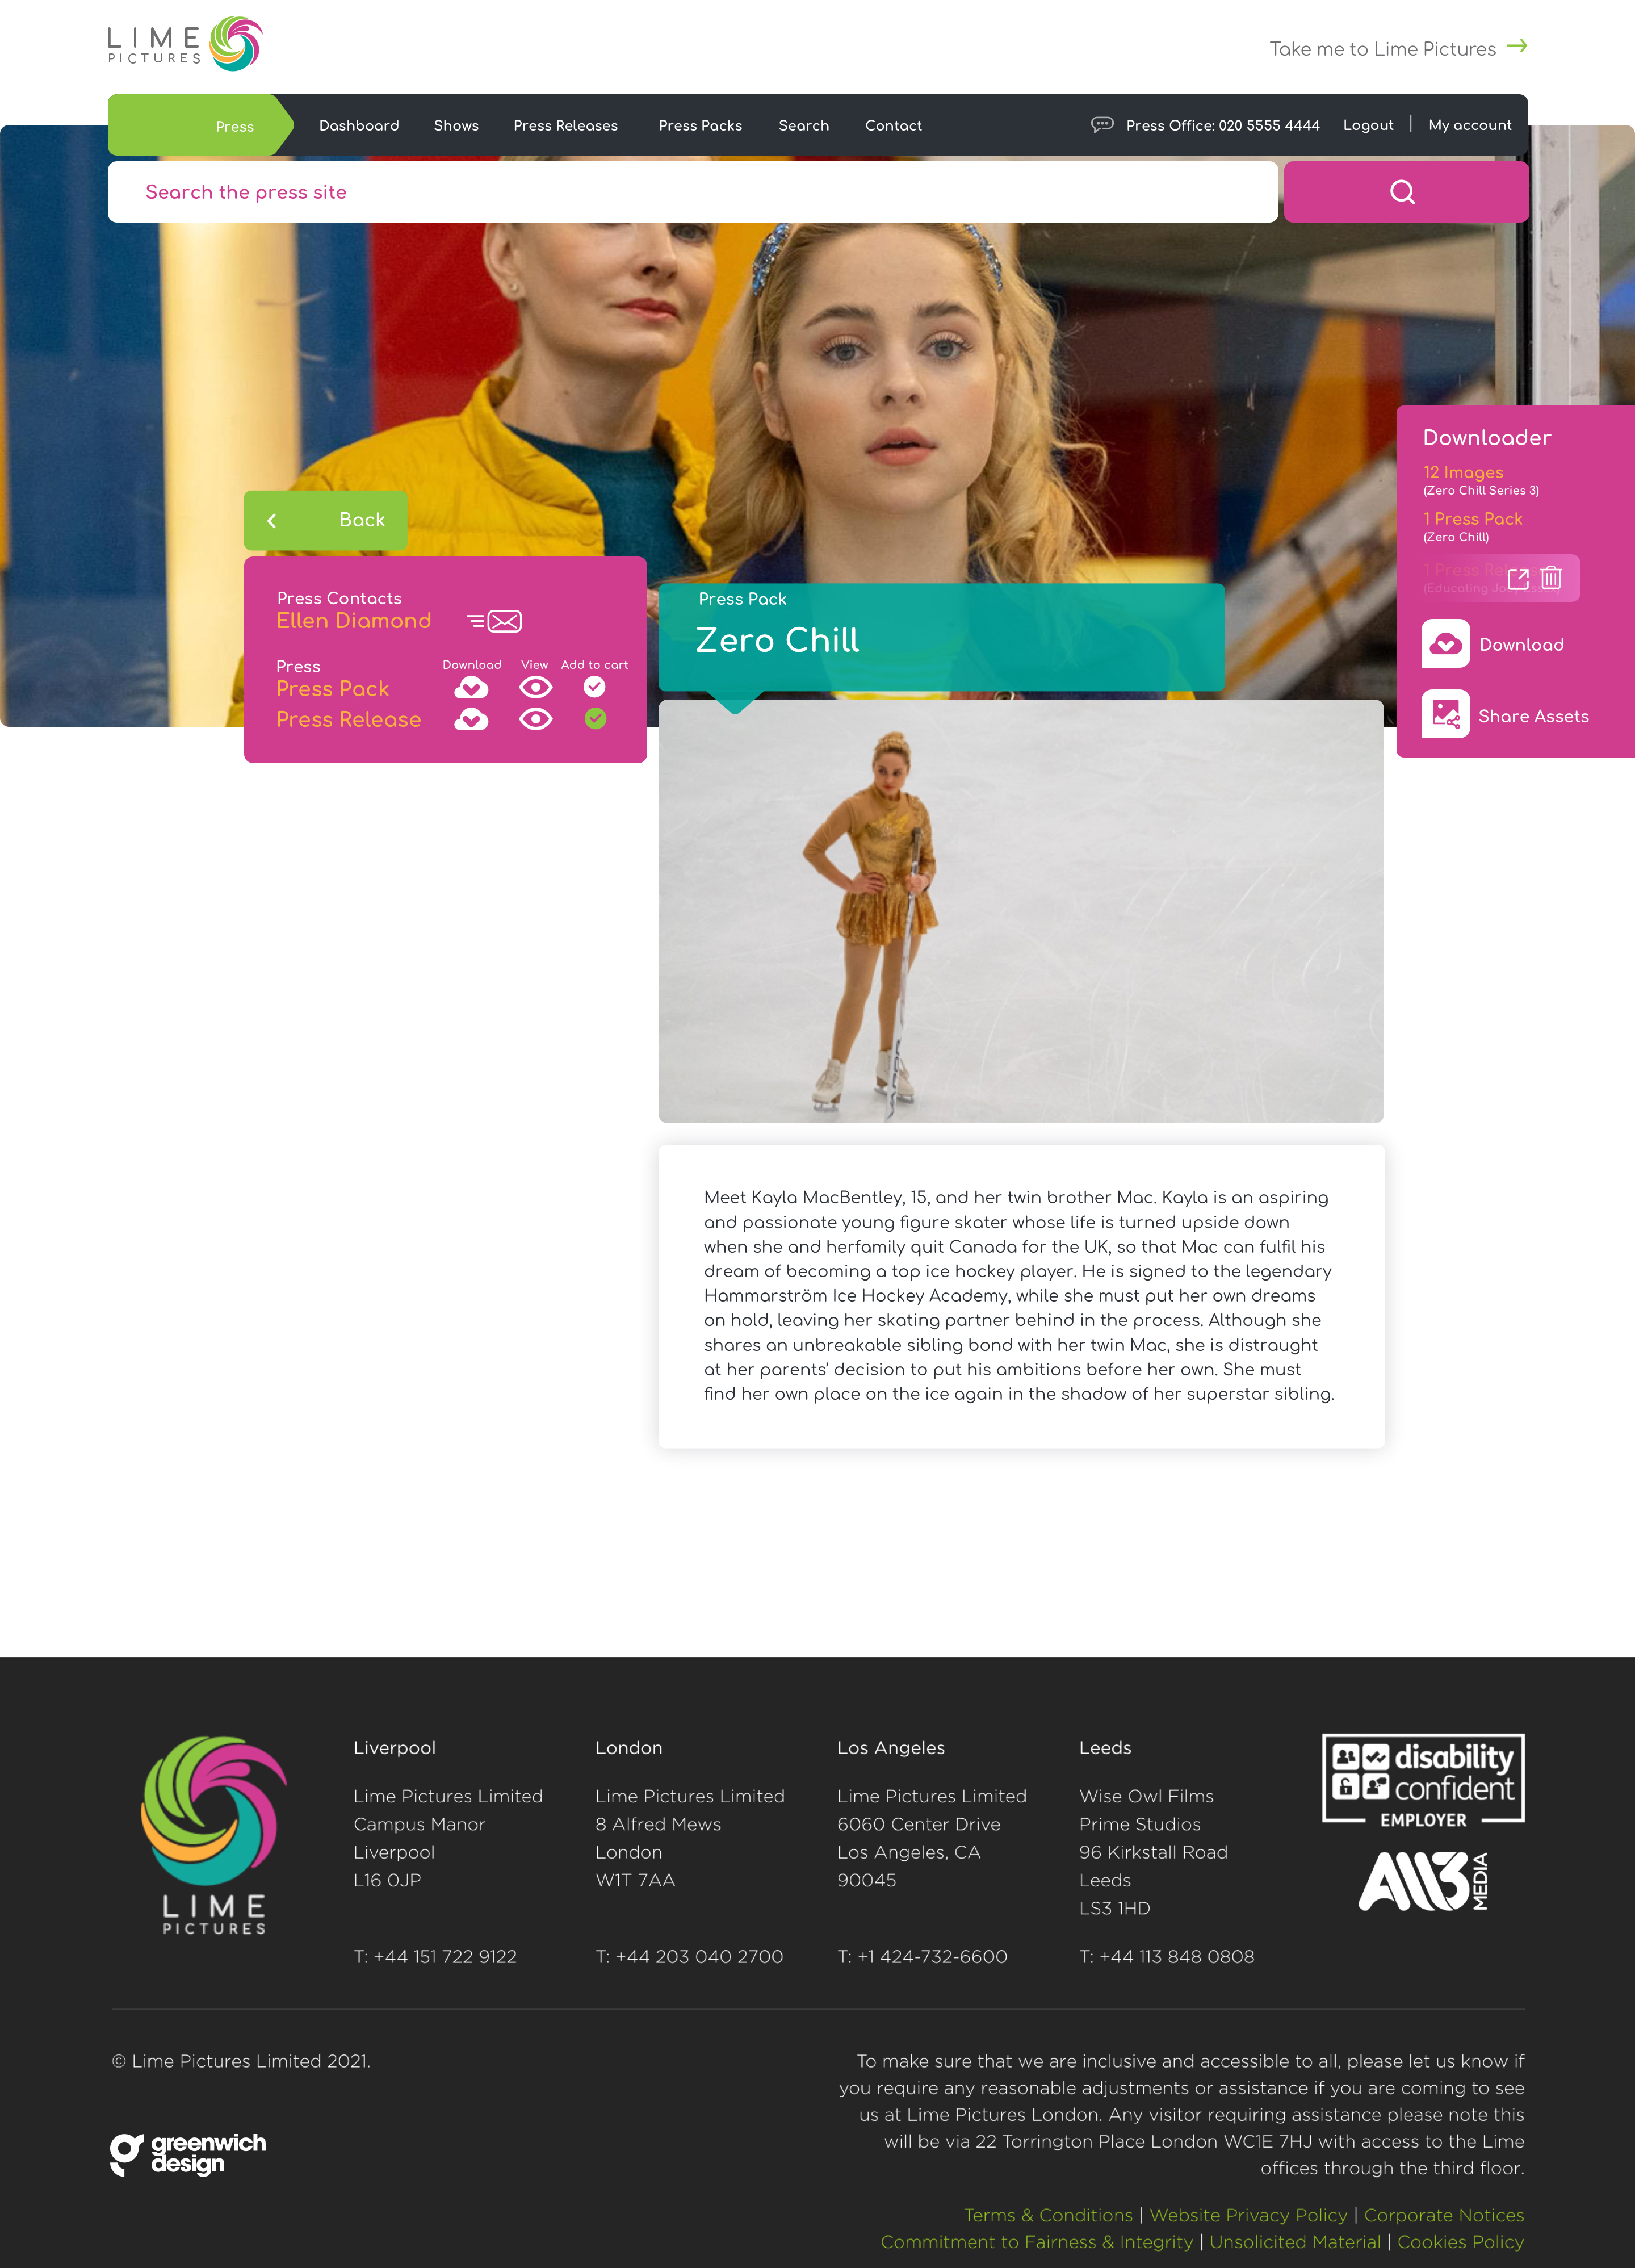 LIME
PICTURES
Take me to Lime Pictures
Press
Dashboard
Shows
Press Releases
Press Packs
Search
Contact
Press Office: 020 5555 4444
Logout
My account
Search the press site
Back
Press Contacts
Ellen Diamond
Press
Download
View
Add to cart
Press Pack
Press Release
Press Pack
Zero Chill
Downloader
12 Images
(Zero Chill Series 3)
1 Press Pack
(Zero Chill)
1 Press Release
(Educating Joey Essex)
Download
Share Assets
Meet Kayla MacBentley, 15, and her twin brother Mac. Kayla is an aspiring
and passionate young figure skater whose life is turned upside down
when she and herfamily quit Canada for the UK, so that Mac can fulfil his
dream of becoming a top ice hockey player. He is signed to the legendary
Hammarström Ice Hockey Academy, while she must put her own dreams
on hold, leaving her skating partner behind in the process. Although she
shares an unbreakable sibling bond with her twin Mac, she is distraught
at her parents’ decision to put his ambitions before her own. She must
find her own place on the ice again in the shadow of her superstar sibling.
LIME
PICTURES
Liverpool
Lime Pictures Limited
Campus Manor
Liverpool
L16 0JP
T: +44 151 722 9122
London
Lime Pictures Limited
8 Alfred Mews
London
W1T 7AA
T: +44 203 040 2700
Los Angeles
Lime Pictures Limited
6060 Center Drive
Los Angeles, CA
90045
T: +1 424-732-6600
Leeds
Wise Owl Films
Prime Studios
96 Kirkstall Road
Leeds
LS3 1HD
T: +44 113 848 0808
disability
confident
EMPLOYER
All3
MEDIA
© Lime Pictures Limited 2021.
greenwich
design
To make sure that we are inclusive and accessible to all, please let us know if
you require any reasonable adjustments or assistance if you are coming to see
us at Lime Pictures London. Any visitor requiring assistance please note this
will be via 22 Torrington Place London WC1E 7HJ with access to the Lime
offices through the third floor.
Terms & Conditions | Website Privacy Policy | Corporate Notices
Commitment to Fairness & Integrity | Unsolicited Material | Cookies Policy